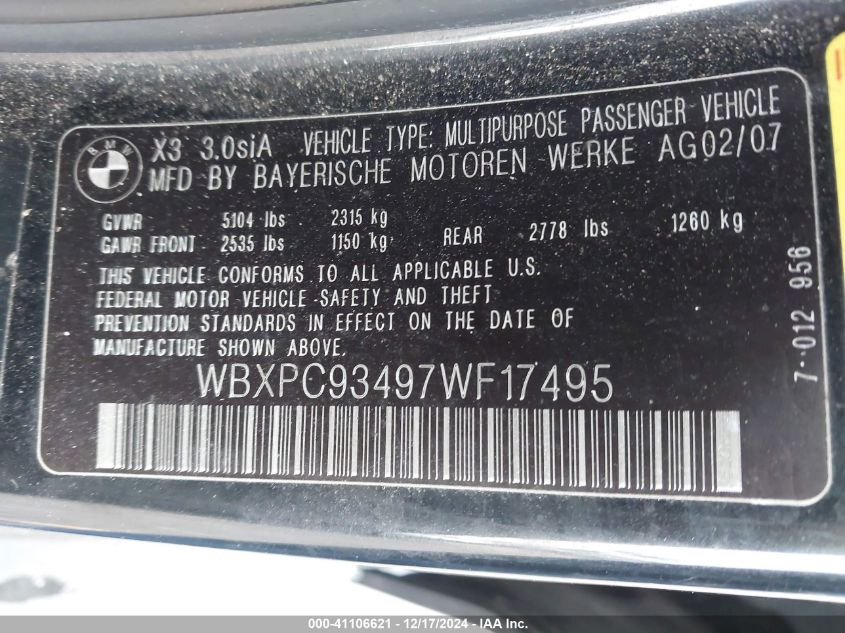 BMW
X3 3.0siA VEHICLE TYPE: MULTIPURPOSE PASSENGER VEHICLE
MFD BY BAYERISCHE MOTOREN WERKE AG02/07
GVWR 5104 lbs 2315 kg
GAWR FRONT 2535 lbs 1150 kg REAR 2778 lbs 1260 kg
THIS VEHICLE CONFORMS TO ALL APPLICABLE U.S.
FEDERAL MOTOR VEHICLE SAFETY AND THEFT
PREVENTION STANDARDS IN EFFECT ON THE DATE OF
MANUFACTURE SHOWN ABOVE.
WBXPC93497WF17495
7-012 956
000-41106621 - 12/17/2024 - IAA Inc.